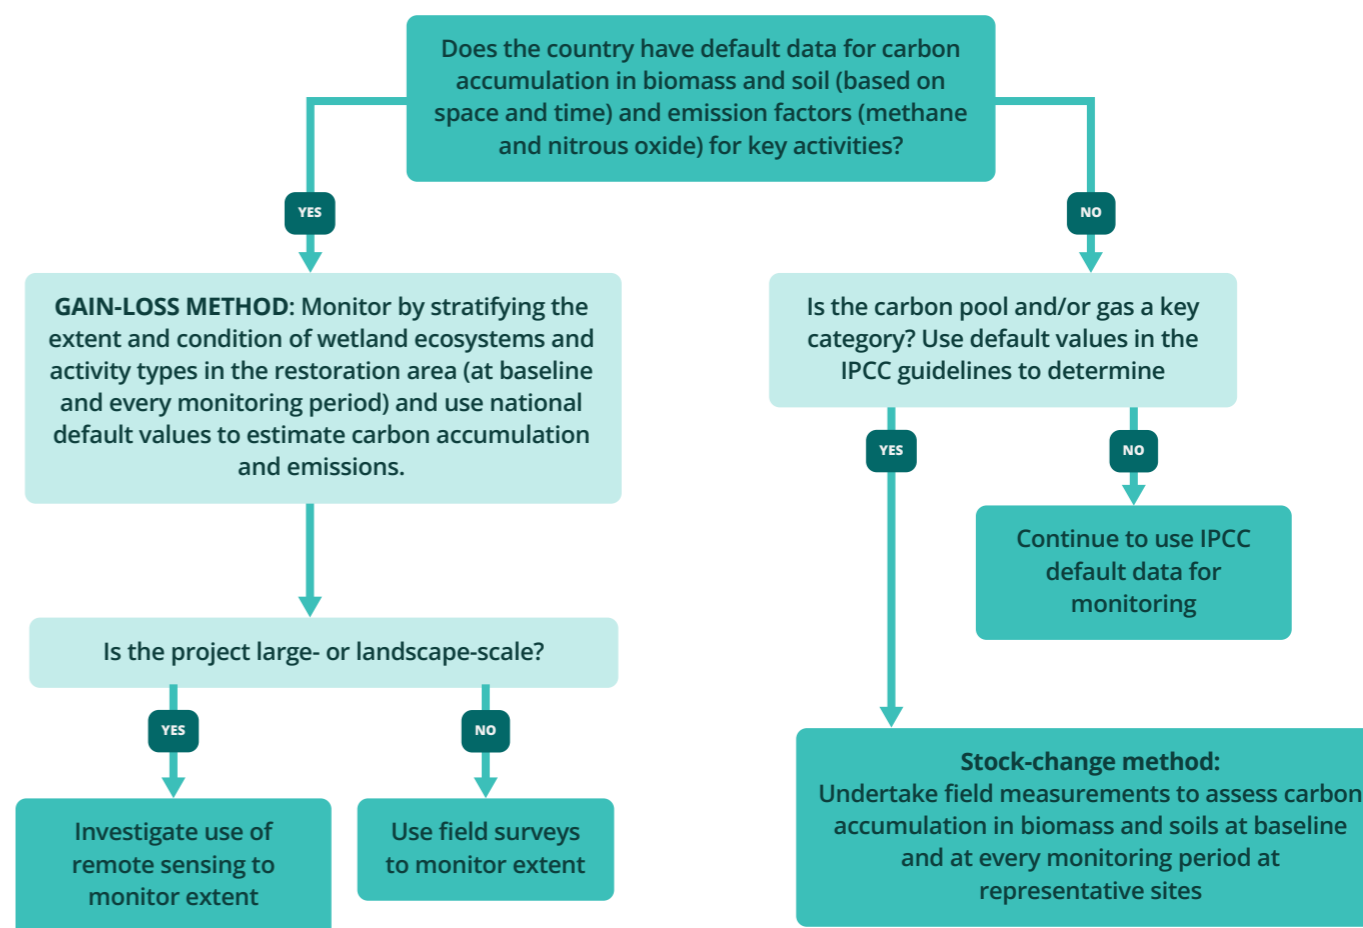 Does the country have default data for carbon
accumulation in biomass and soil (based on
space and time) and emission factors (methane
and nitrous oxide) for key activities?
YES
NO
GAIN-LOSS METHOD: Monitor by stratifying the
extent and condition of wetland ecosystems and
activity types in the restoration area (at baseline
and every monitoring period) and use national
default values to estimate carbon accumulation
and emissions.
Is the carbon pool and/or gas a key
category? Use default values in the
IPCC guidelines to determine
YES
NO
Continue to use IPCC
default data for
monitoring
Is the project large- or landscape-scale?
YES
NO
Investigate use of
remote sensing to
monitor extent
Use field surveys
to monitor extent
Stock-change method:
Undertake field measurements to assess carbon
accumulation in biomass and soils at baseline
and at every monitoring period at
representative sites